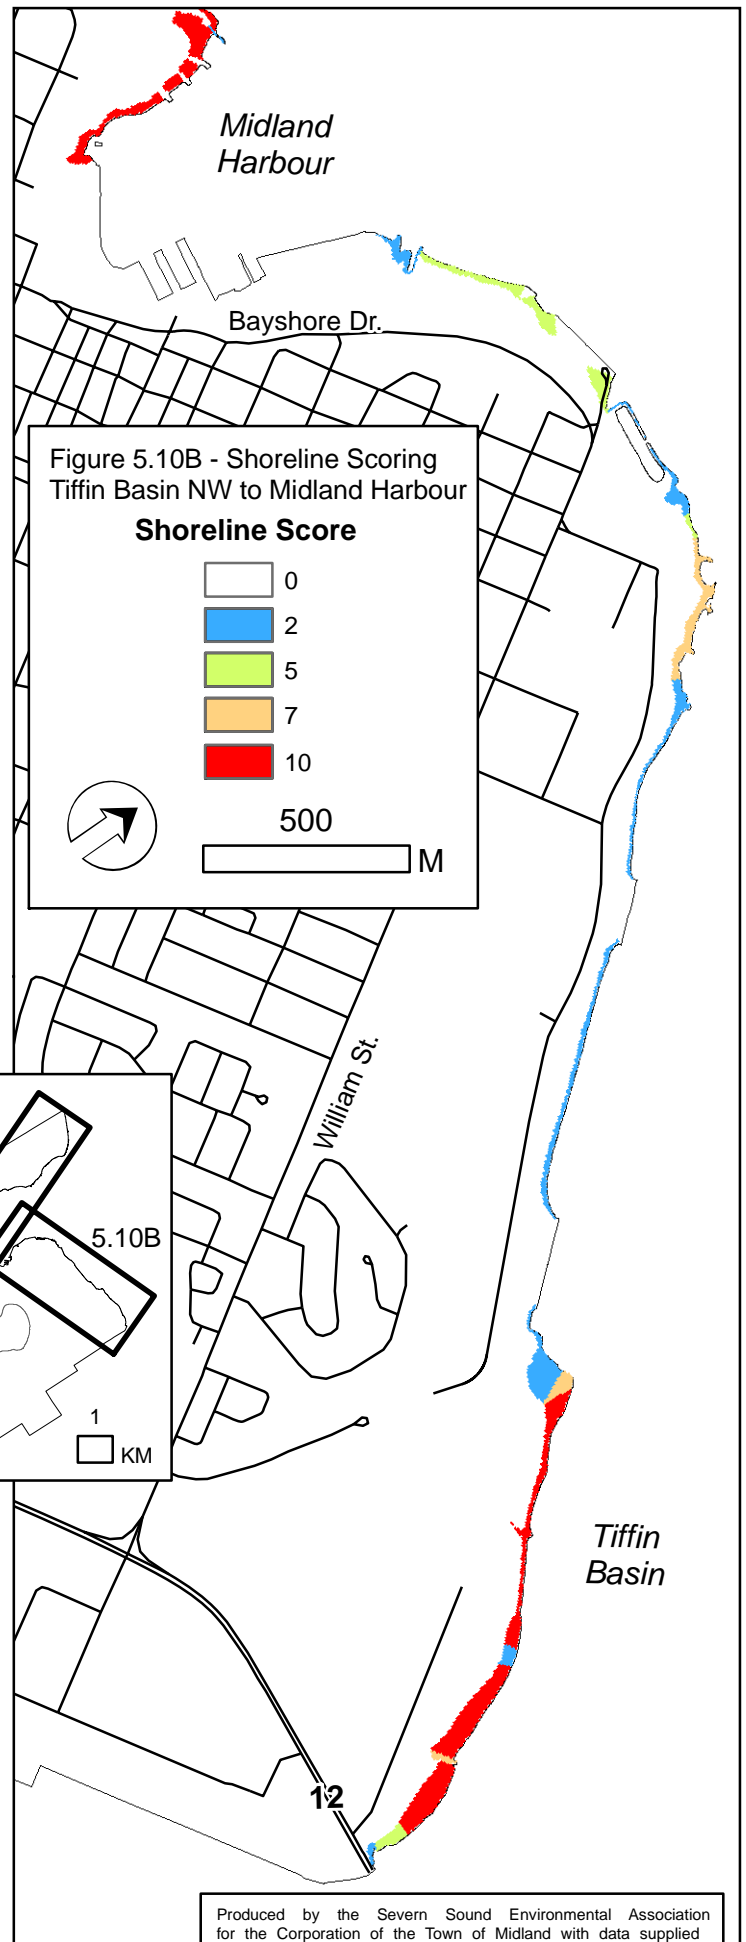 Midland
Harbour
Bayshore Dr.
Figure 5.10B - Shoreline Scoring
Tiffin Basin NW to Midland Harbour
Shoreline Score
0
2
5
7
10
500
M
William St.
5.10B
1
KM
Tiffin
Basin
12
Produced by the Severn Sound Environmental Association
for the Corporation of the Town of Midland with data supplied